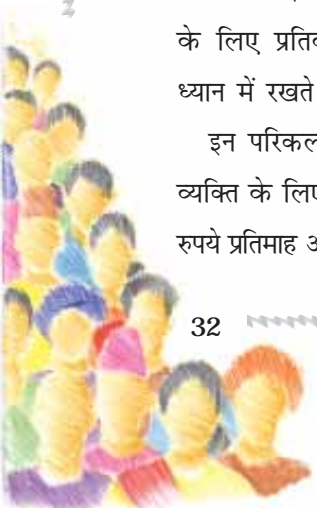 के लिए प्रतिव
ध्यान में रखते
इन परिकल
व्यक्ति के लिए
रुपये प्रतिमाह अ
32